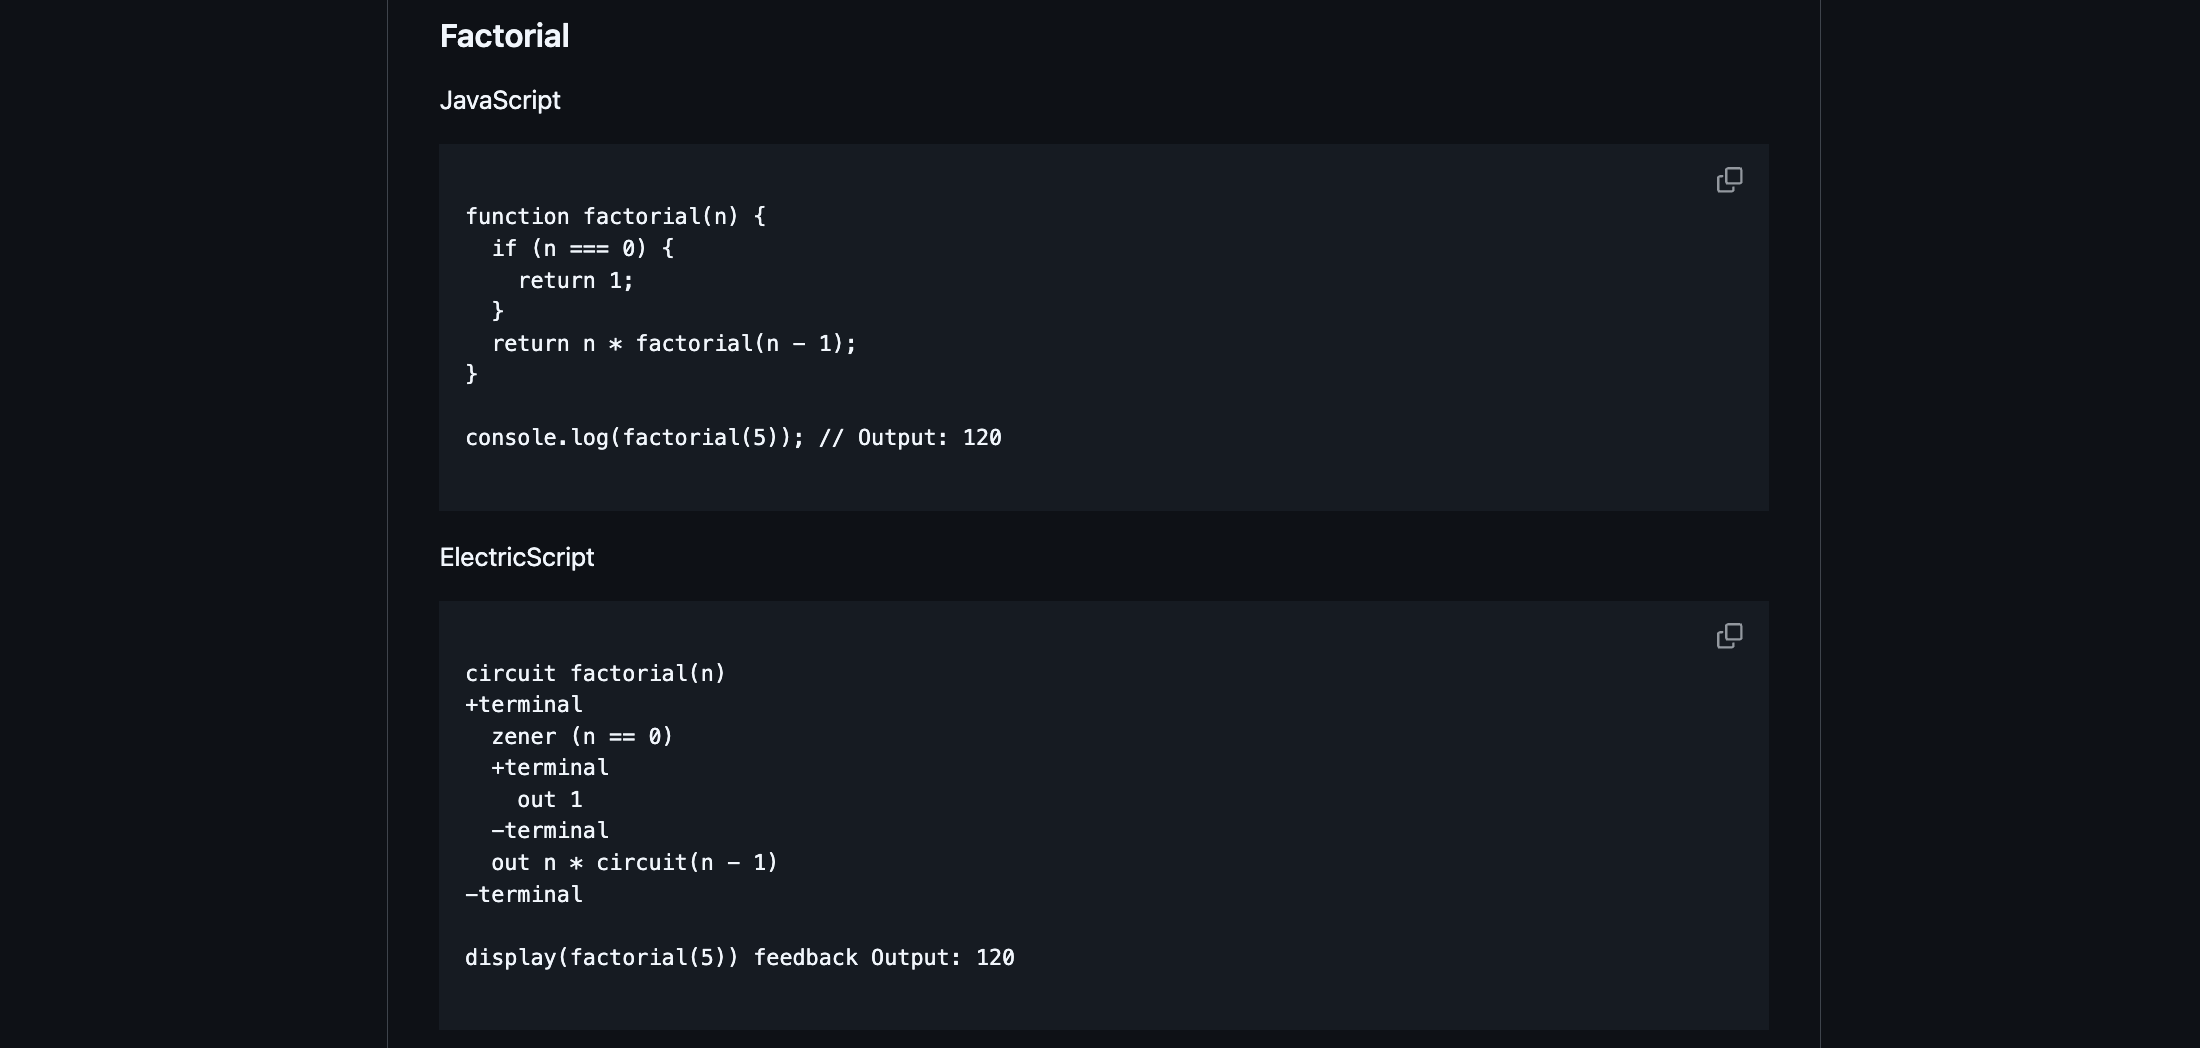 Factorial
JavaScript
function factorial(n) {
  if (n === 0) {
    return 1;
  }
  return n * factorial(n - 1);
}
console.log(factorial(5)); // Output: 120
ElectricScript
circuit factorial(n)
+terminal
  zener (n == 0)
  +terminal
    out 1
  -terminal
  out n * circuit(n - 1)
-terminal
display(factorial(5)) feedback Output: 120